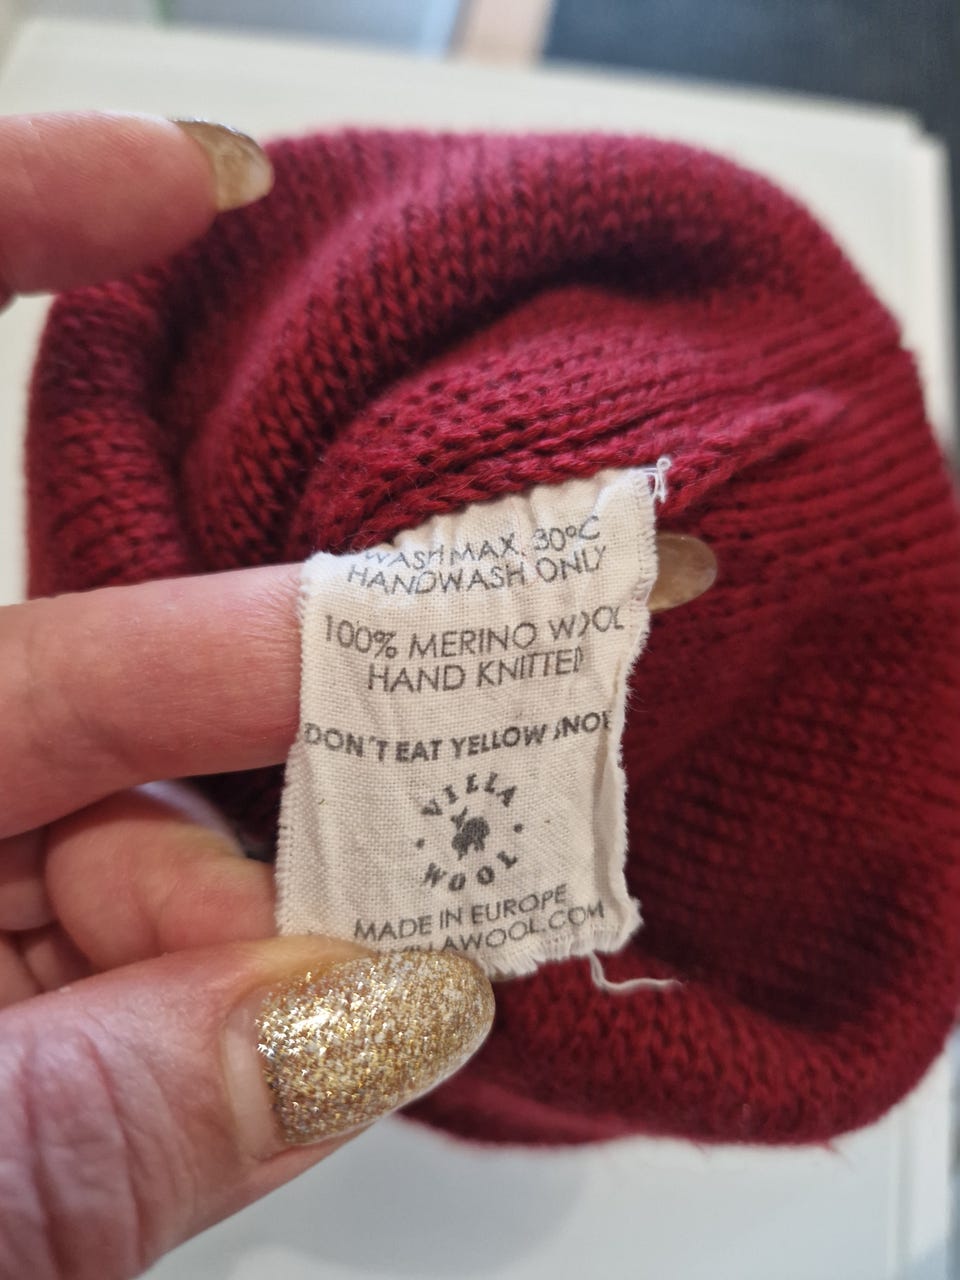 WASH MAX. 30°C
HANDWASH ONLY
100% MERINO WOOL
HAND KNITTED
DON'T EAT YELLOW SNOW
VILLA
WOOL
MADE IN EUROPE
VILLAWOOL.COM